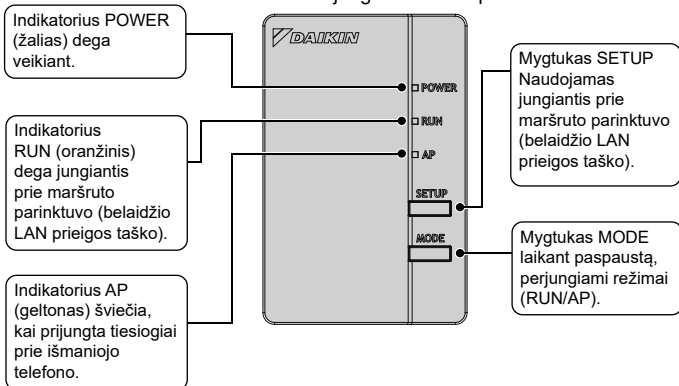 Indikatorius POWER
(žalias) dega
veikiant.
Indikatorius
RUN (oranžinis)
dega jungiantis
prie maršruto
parinktuvo (belaidžio
LAN prieigos taško).
Indikatorius AP
(geltonas) šviečia,
kai prijungta tiesiogiai
prie išmaniojo
telefono.
DAIKIN
POWER
RUN
AP
SETUP
MODE
Mygtukas SETUP
Naudojamas
jungiantis prie
maršruto parinktuvo
(belaidžio LAN
prieigos taško).
Mygtukas MODE
laikant paspaustą,
perjungiami režimai
(RUN/AP).